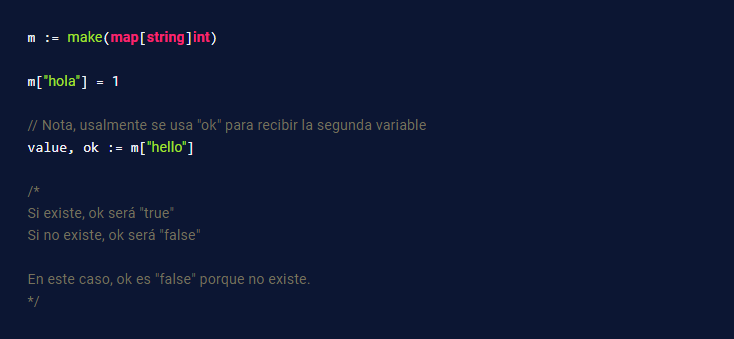 m := make(map[string]int)
m["hola"] = 1
// Nota, usalmente se usa "ok" para recibir la segunda variable
value, ok := m["hello"]
/*
Si existe, ok será "true"
Si no existe, ok será "false"
En este caso, ok es "false" porque no existe.
*/